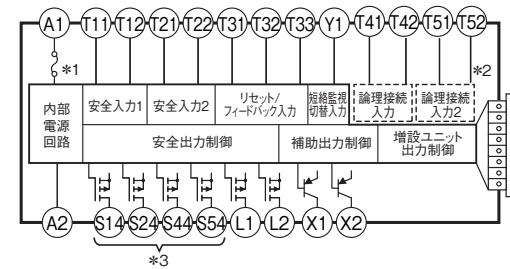 A1 T11 T12 T21 T22 T31 T32 T33 Y1 T41 T42 T51 T52
*1
*2
内部
電源
回路
安全入力1
安全入力2
リセット/
フィードバック入力
短絡監視
切替入力
論理接続
入力
論理接続
入力2
安全出力制御
補助出力制御
増設ユニット
出力制御
A2 S14 S24 S44 S54 L1 L2 X1 X2
*3